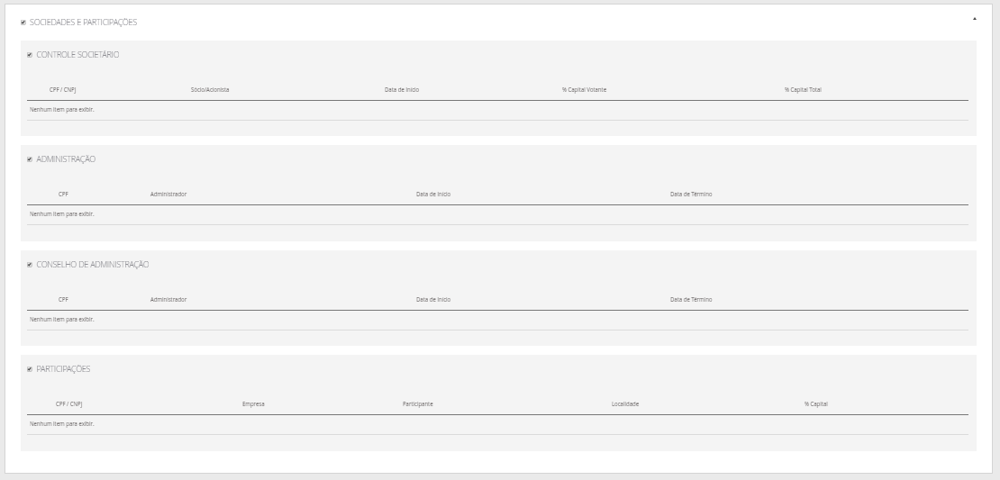 SOCIEDADES E PARTICIPAÇÕES
CONTROLE SOCIETÁRIO
CPF / CNPJ Sócio/Acionista Data de Início % Capital Votante % Capital Total
Nenhum item para exibir.
ADMINISTRAÇÃO
CPF Administrador Data de Início Data de Término
Nenhum item para exibir.
CONSELHO DE ADMINISTRAÇÃO
CPF Administrador Data de Início Data de Término
Nenhum item para exibir.
PARTICIPAÇÕES
CPF / CNPJ Empresa Participante Localidade % Capital
Nenhum item para exibir.